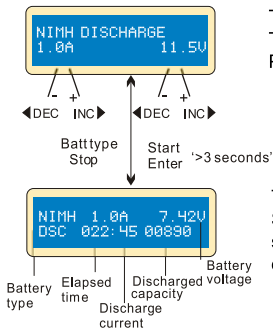 NIMH DISCHARGE
1.0A 11.5V
- + - +
◀DEC INC▶ ◀DEC INC▶
Batt type
Stop
Start
Enter
'>3 seconds'
NIMH 1.0A 7.42V
DSC 022:45 00890
Battery
type
Elapsed
time
Discharge
current
Discharged
capacity
Battery
voltage